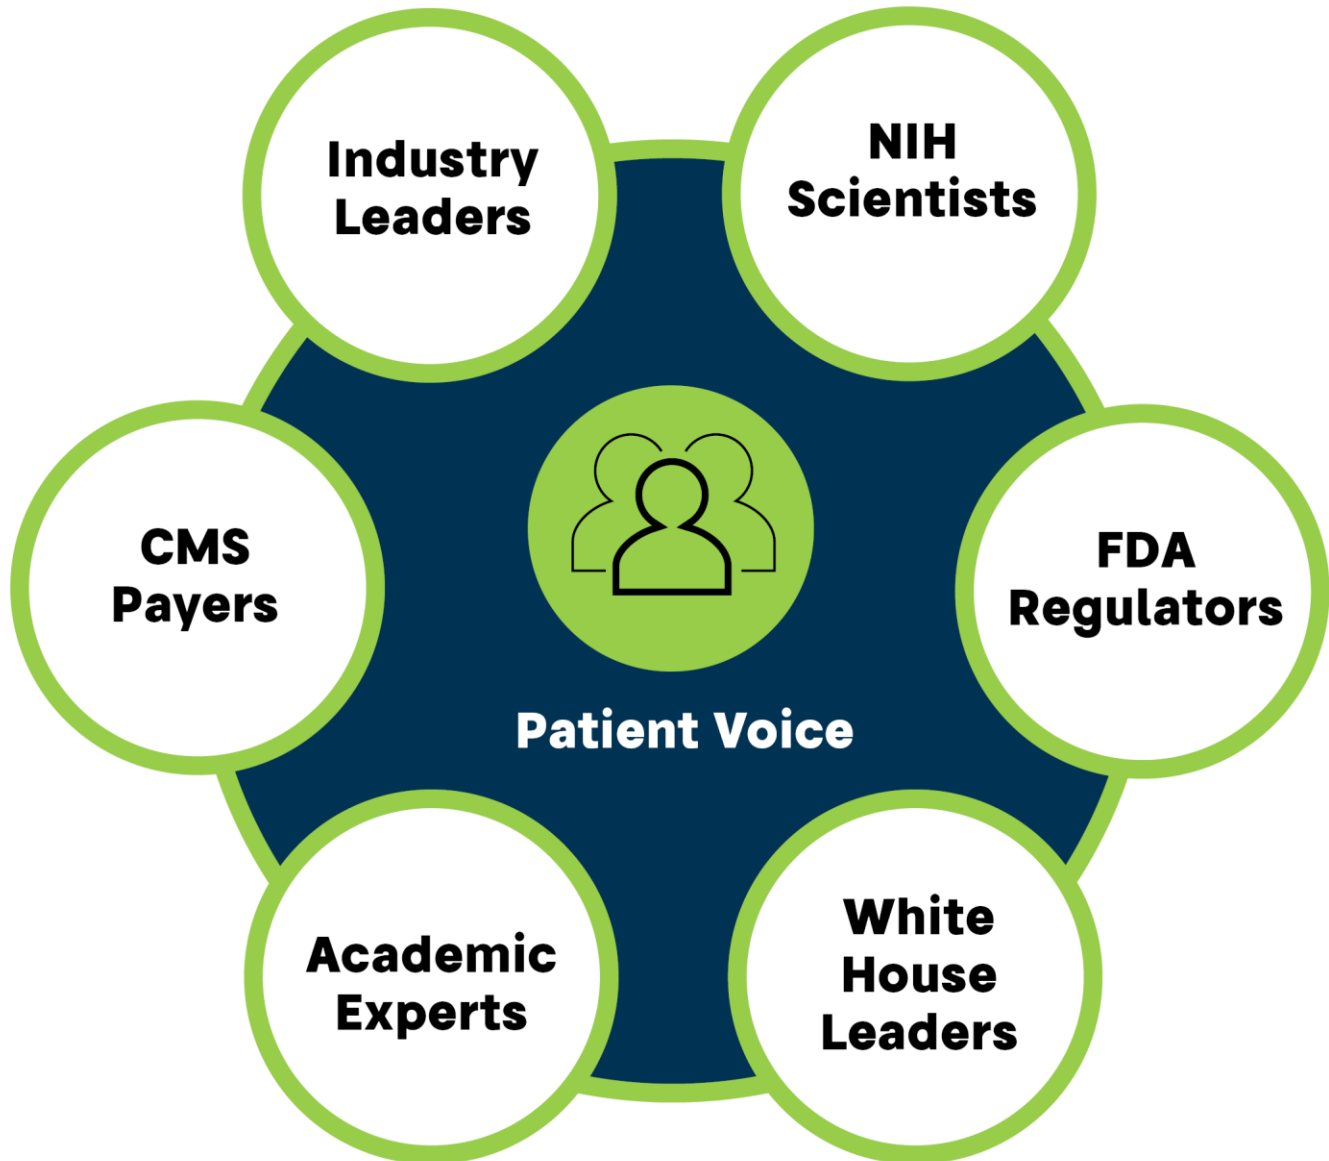 Industry
Leaders
NIH
Scientists
CMS
Payers
FDA
Regulators
Patient Voice
Academic
Experts
White
House
Leaders